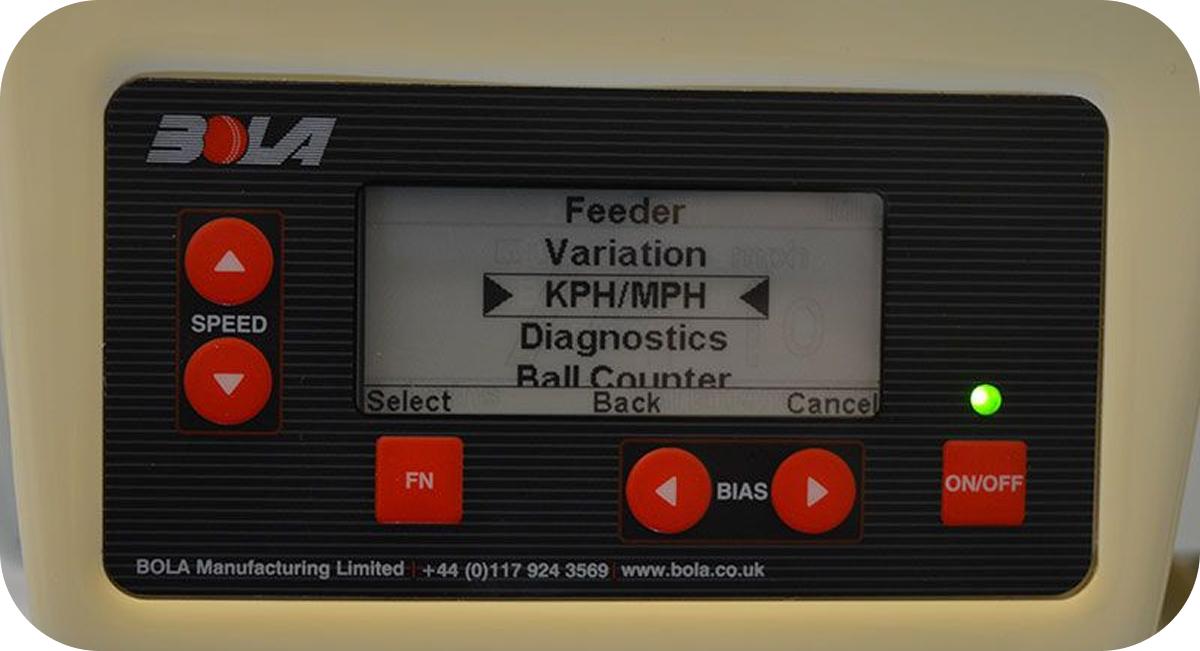 BOLA
Feeder
Variation
KPH/MPH
Diagnostics
Ball Counter
Select Back Cancel
SPEED
FN
BIAS
ON/OFF
BOLA Manufacturing Limited | +44 (0)117 924 3569 | www.bola.co.uk